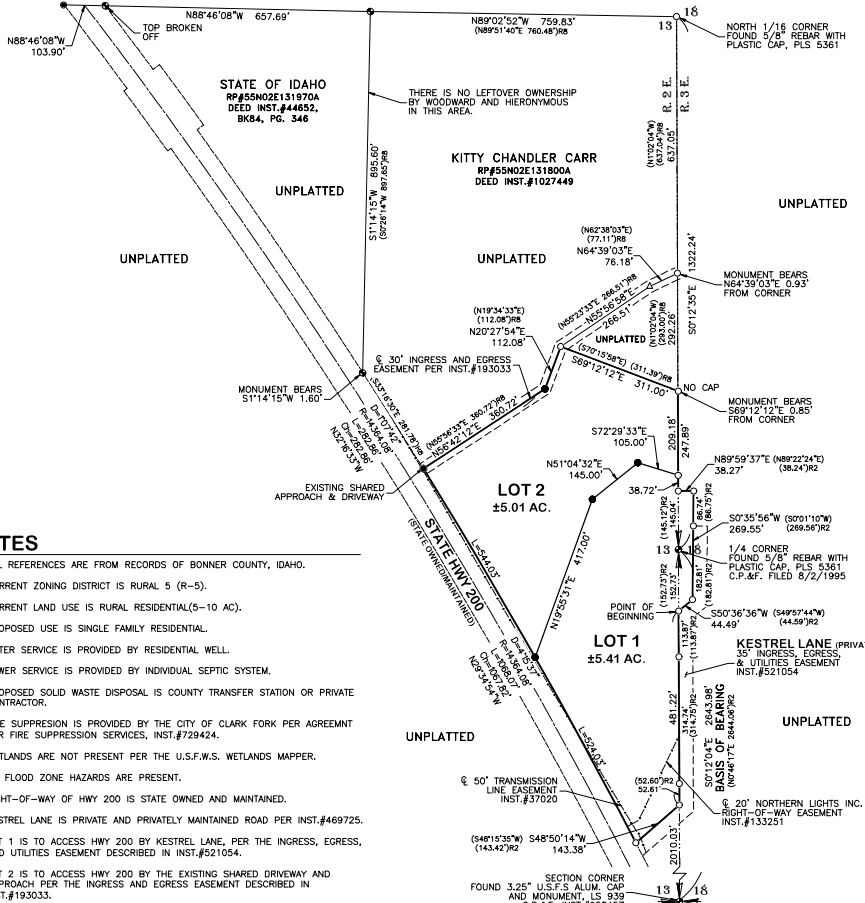 N88°46'08"W
103.90'
TOP BROKEN
OFF
N88°46'08"W 657.69'
N89°02'52"W 759.83'
(N89°51'40"E 760.48')R8
13 18
NORTH 1/16 CORNER
FOUND 5/8" REBAR WITH
PLASTIC CAP, PLS 5361
R. 2 E.
R. 3 E.
STATE OF IDAHO
RP#55N02E131970A
DEED INST.#44652,
BK84, PG. 346
THERE IS NO LEFTOVER OWNERSHIP
BY WOODWARD AND HIERONYMOUS
IN THIS AREA.
KITTY CHANDLER CARR
RP#55N02E131800A
DEED INST.#1027449
(N1°02'04"W)
(637.04')R8
637.05'
S1°14'15"W 895.60'
(S0°26'14"W 897.65')R8
UNPLATTED
UNPLATTED
UNPLATTED
UNPLATTED
(N62°38'03"E)
(77.11')R8
N64°39'03"E
76.18'
S0°12'35"E 1322.24'
MONUMENT BEARS
N64°39'03"E 0.93'
FROM CORNER
(N55°23'33"E 266.51')R8
N55°56'58"E
266.51'
(N1°02'04"W)
(293.00')R8
292.26'
UNPLATTED
(N19°34'33"E)
(112.08')R8
N20°27'54"E
112.08'
℄ 30' INGRESS AND EGRESS
EASEMENT PER INST.#193033
(S70°15'58"E) (311.39')R8
S69°12'12"E 311.00'
NO CAP
MONUMENT BEARS
S69°12'12"E 0.85'
FROM CORNER
MONUMENT BEARS
S1°14'15"W 1.60'
S33°16'30"E 281.78')R8
D=1°07'42"
R=14364.08'
L=282.86'
Ch=282.86'
N32°16'33"W
(N55°56'33"E 360.72')R8
N56°42'12"E 360.72'
209.18'
247.89'
S72°29'33"E
105.00'
N51°04'32"E
145.00'
N89°59'37"E (N89°22'24"E)
38.27' (38.24')R2
38.72'
EXISTING SHARED
APPROACH & DRIVEWAY
LOT 2
±5.01 AC.
STATE HWY 200
(STATE OWNED/MAINTAINED)
86.74'
(86.75')R2
(145.12')R2
145.04'
S0°35'56"W (S0°01'10"W)
269.55' (269.56')R2
13 18
1/4 CORNER
FOUND 5/8" REBAR WITH
PLASTIC CAP, PLS 5361
C.P.&F. FILED 8/2/1995
L=544.03'
N19°55'31"E 417.00'
(152.73')R2
152.73'
182.81'
(182.81')R2
POINT OF
BEGINNING
S50°36'36"W (S49°57'44"W)
44.49' (44.59')R2
113.87'
(113.87')R2
LOT 1
±5.41 AC.
KESTREL LANE (PRIVA
35' INGRESS, EGRESS,
& UTILITIES EASEMENT
INST.#521054
D=4°15'37"
R=14364.08'
L=1068.07'
Ch=1067.82'
N29°34'54"W
481.22'
314.74'
(314.75')R2
S0°12'04"E 2643.98'
(N0°46'17"E 2644.06')R2
BASIS OF BEARING
UNPLATTED
UNPLATTED
L=524.03'
℄ 50' TRANSMISSION
LINE EASEMENT
INST.#37020
(52.60')R2
52.61'
℄ 20' NORTHERN LIGHTS INC.
RIGHT-OF-WAY EASEMENT
INST.#133251
(S48°15'35"W) S48°50'14"W
(143.42')R2 143.38'
2010.03'
SECTION CORNER
FOUND 3.25" U.S.F.S ALUM. CAP
AND MONUMENT, LS 939
13 18
TES
L REFERENCES ARE FROM RECORDS OF BONNER COUNTY, IDAHO.
RRENT ZONING DISTRICT IS RURAL 5 (R-5).
RRENT LAND USE IS RURAL RESIDENTIAL(5-10 AC).
OPOSED USE IS SINGLE FAMILY RESIDENTIAL.
TER SERVICE IS PROVIDED BY RESIDENTIAL WELL.
WER SERVICE IS PROVIDED BY INDIVIDUAL SEPTIC SYSTEM.
OPOSED SOLID WASTE DISPOSAL IS COUNTY TRANSFER STATION OR PRIVATE
NTRACTOR.
E SUPPRESION IS PROVIDED BY THE CITY OF CLARK FORK PER AGREEMNT
R FIRE SUPPRESSION SERVICES, INST.#729424.
TLANDS ARE NOT PRESENT PER THE U.S.F.W.S. WETLANDS MAPPER.
FLOOD ZONE HAZARDS ARE PRESENT.
GHT-OF-WAY OF HWY 200 IS STATE OWNED AND MAINTAINED.
STREL LANE IS PRIVATE AND PRIVATELY MAINTAINED ROAD PER INST.#469725.
T 1 IS TO ACCESS HWY 200 BY KESTREL LANE, PER THE INGRESS, EGRESS,
D UTILITIES EASEMENT DESCRIBED IN INST.#521054.
T 2 IS TO ACCESS HWY 200 BY THE EXISTING SHARED DRIVEWAY AND
PROACH PER THE INGRESS AND EGRESS EASEMENT DESCRIBED IN
ST.#193033.